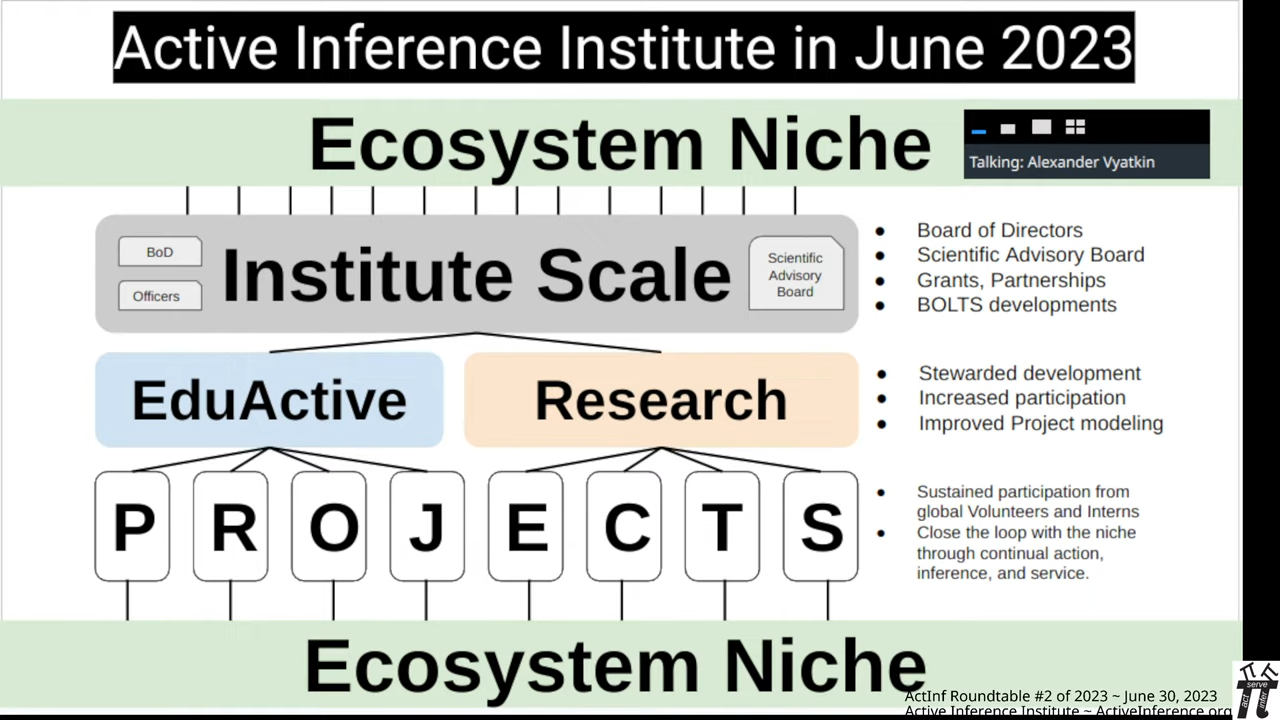 Active Inference Institute in June 2023
Ecosystem Niche
Talking: Alexander Vyatkin
BoD
Officers
Institute Scale
Scientific
Advisory
Board
• Board of Directors
• Scientific Advisory Board
• Grants, Partnerships
• BOLTS developments
EduActive
Research
• Stewarded development
• Increased participation
• Improved Project modeling
P R O J E C T S
• Sustained participation from
global Volunteers and Interns
• Close the loop with the niche
through continual action,
inference, and service.
Ecosystem Niche
ActInf Roundtable #2 of 2023 ~ June 30, 2023
Active Inference Institute ~ ActiveInference.org
serve
act
infer